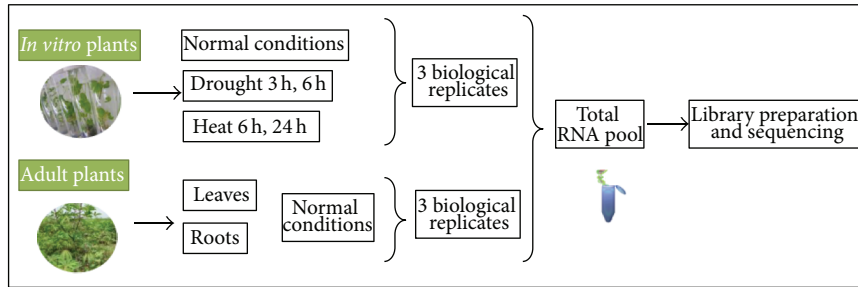 In vitro plants
Normal conditions
Drought 3 h, 6 h
Heat 6 h, 24 h
3 biological
replicates
Adult plants
Leaves
Roots
Normal
conditions
3 biological
replicates
Total
RNA pool
Library preparation
and sequencing